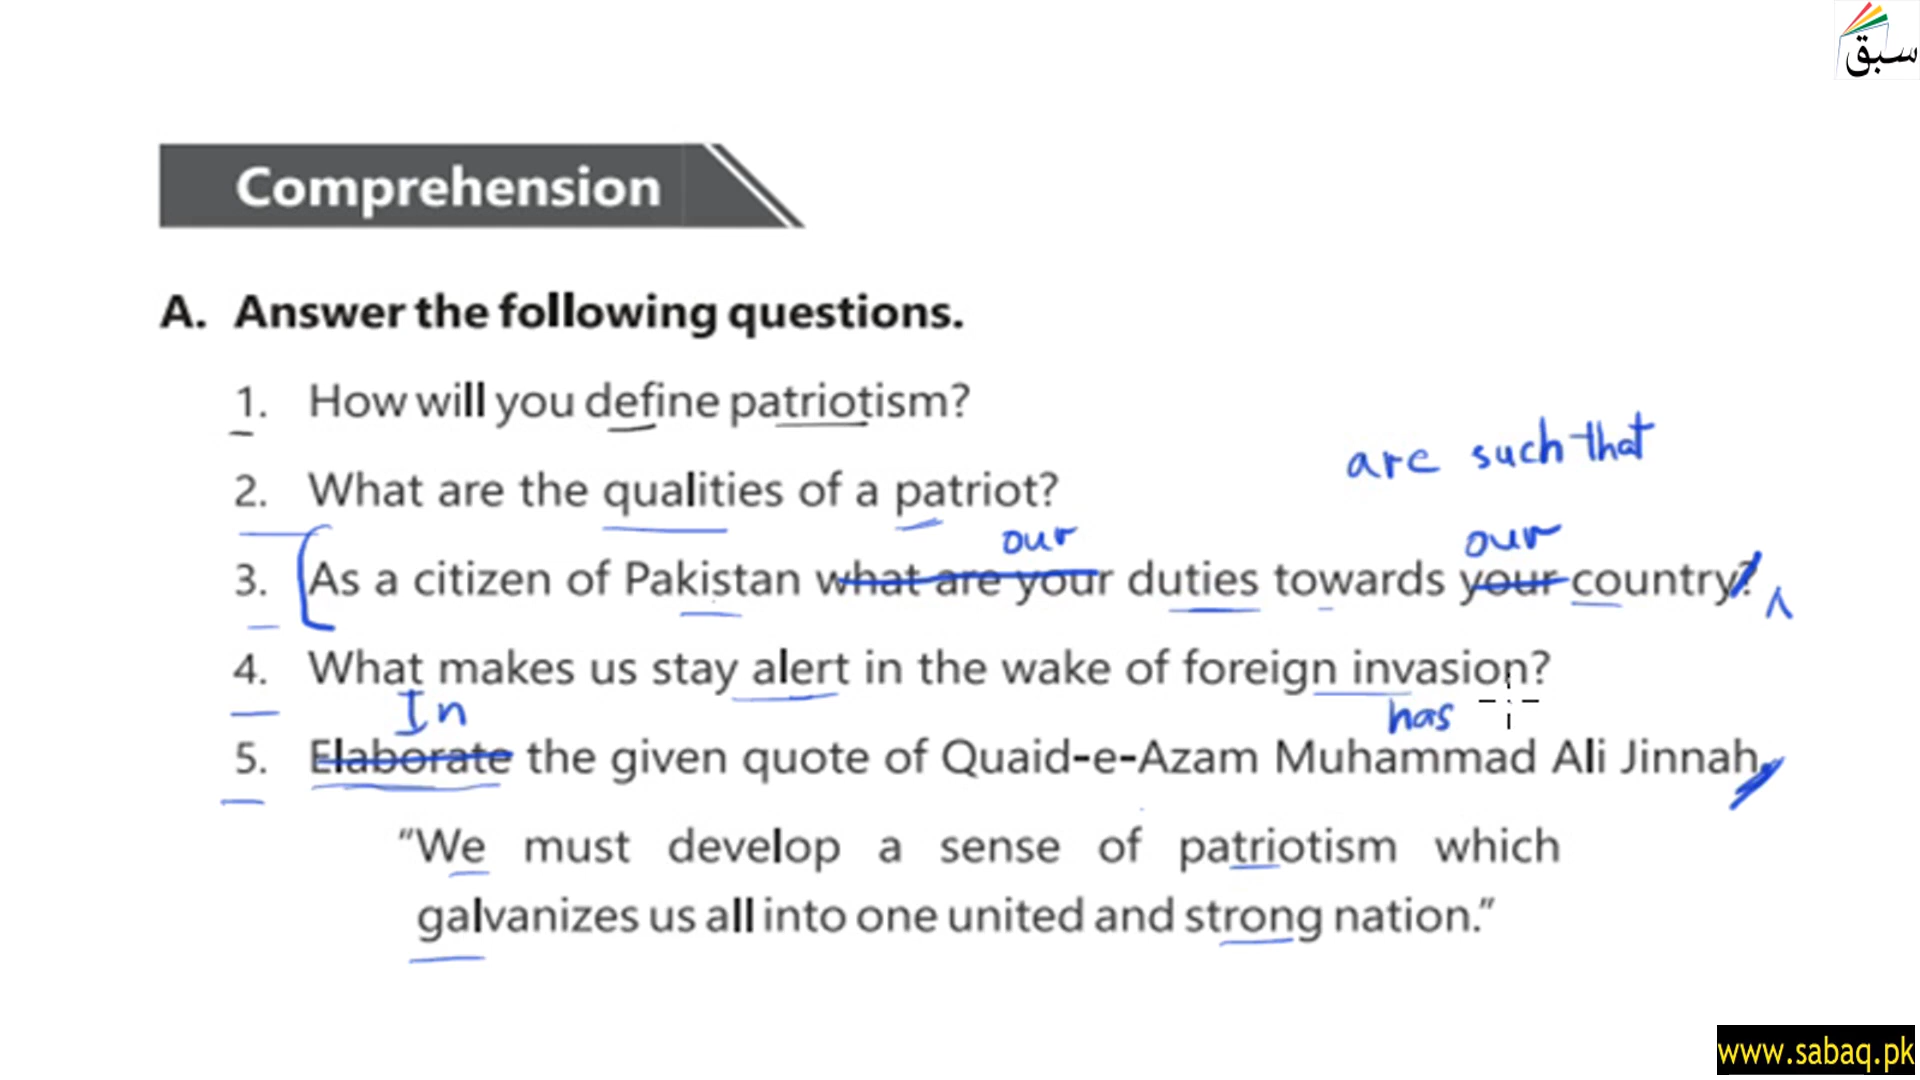 سبق
Comprehension
A. Answer the following questions.
1. How will you define patriotism?
are such that
2. What are the qualities of a patriot?
our our
3. As a citizen of Pakistan what are your duties towards your country?
4. What makes us stay alert in the wake of foreign invasion?
In has
5. Elaborate the given quote of Quaid-e-Azam Muhammad Ali Jinnah.
“We must develop a sense of patriotism which
galvanizes us all into one united and strong nation.”
www.sabaq.pk